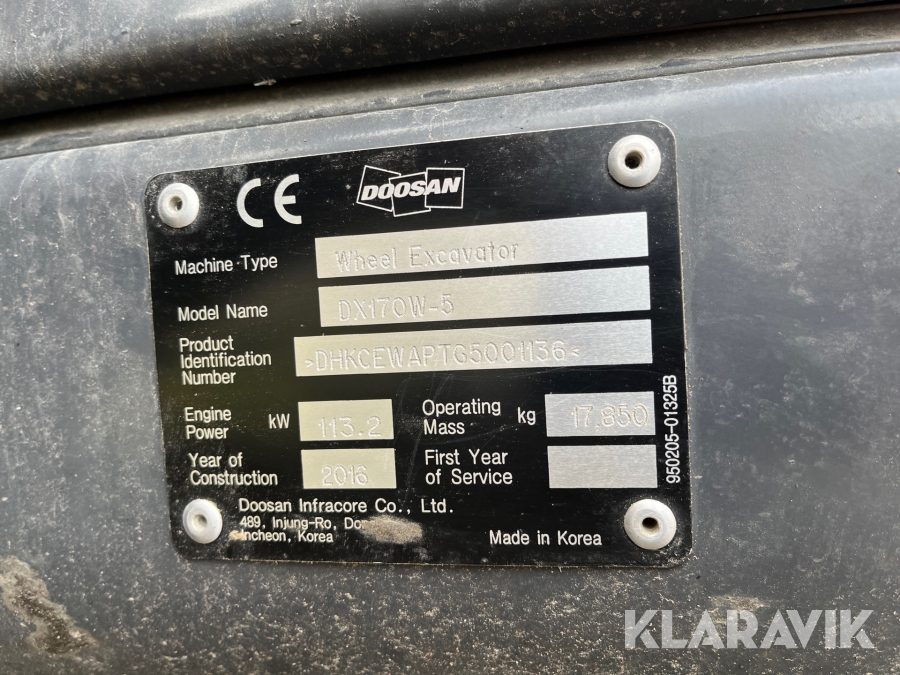 CE DOOSAN
Machine Type Wheel Excavator
Model Name DX170W-5
Product
Identification
Number >DHKCEWAPTG5001136<
Engine
Power kW 113.2 Operating
Mass kg 17.850
Year of
Construction 2016 First Year
of Service
Doosan Infracore Co., Ltd.
489, Injung-Ro,
Incheon, Korea
Made in Korea
950205-01325B
KLARAVIK